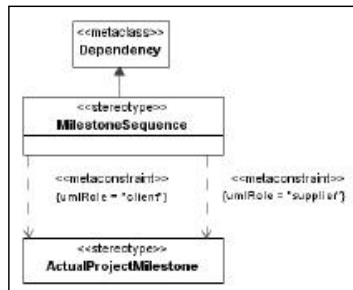 <<metaclass>>
Dependency
<<stereotype>>
MilestoneSequence
<<metaconstraint>>
{umlRole = "client"}
<<metaconstraint>>
{umlRole = "supplier"}
<<stereotype>>
ActualProjectMilestone